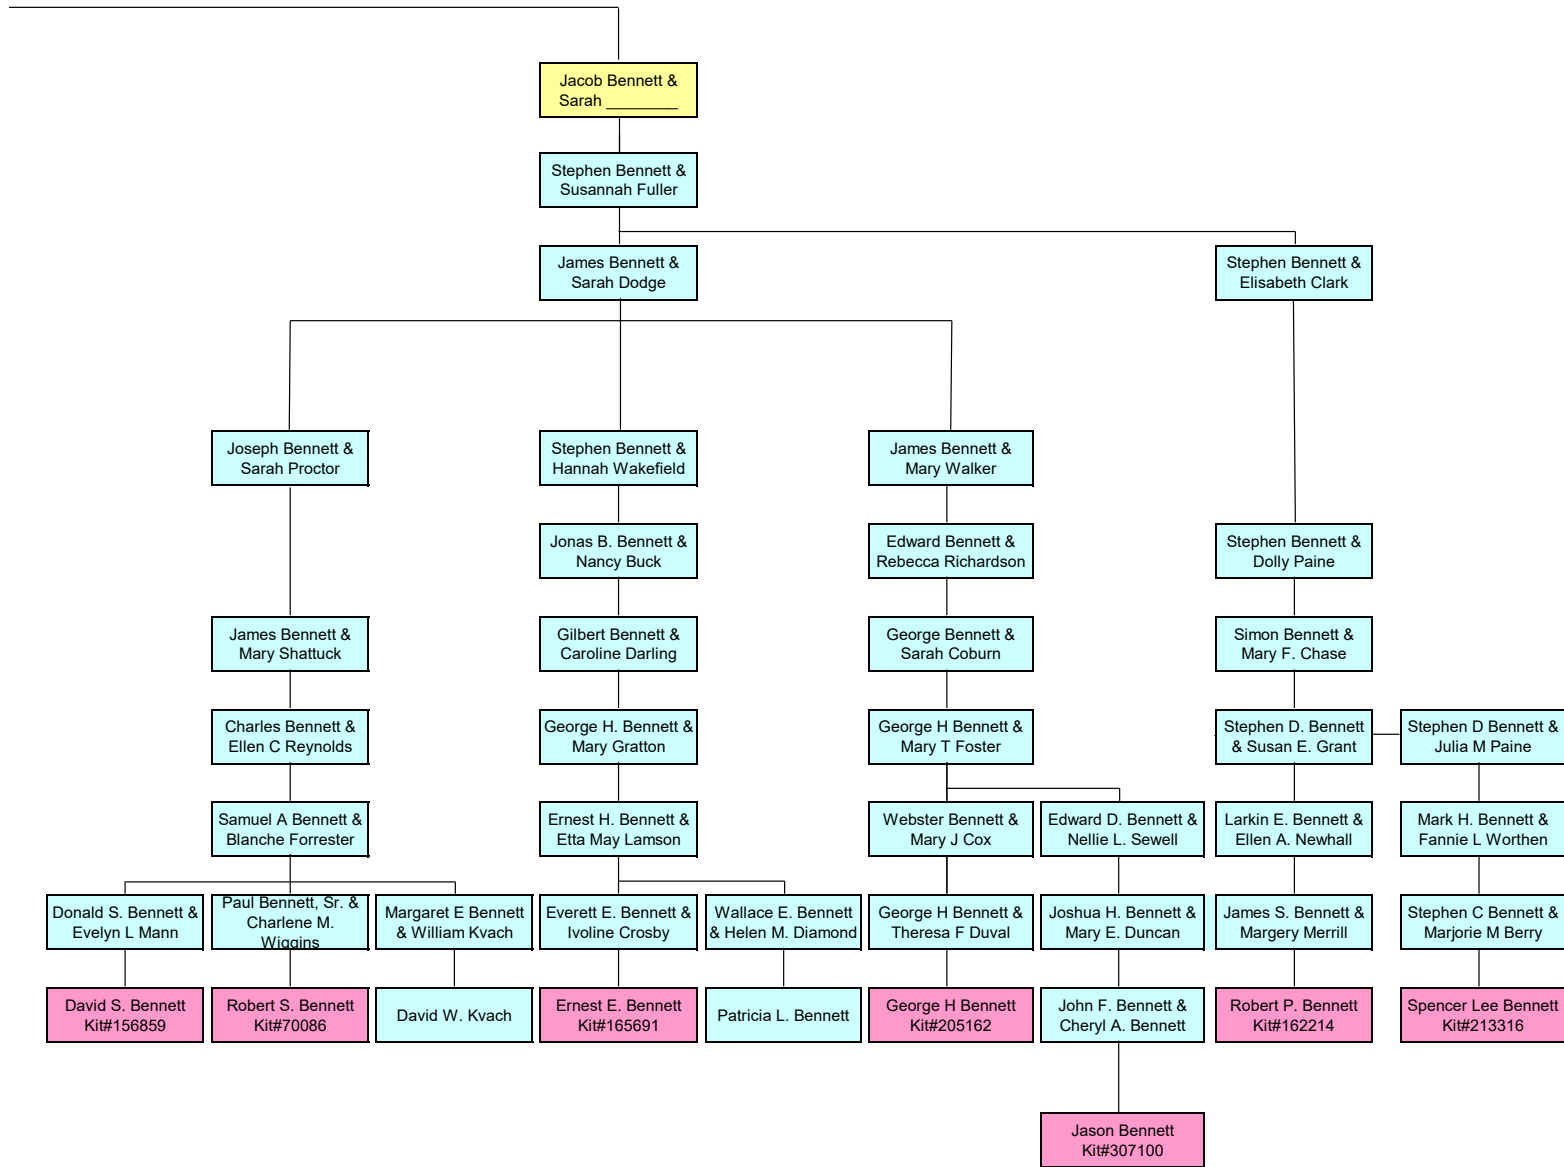 Jacob Bennett &
Sarah ________
Stephen Bennett &
Susannah Fuller
James Bennett &
Sarah Dodge
Stephen Bennett &
Elisabeth Clark
Joseph Bennett &
Sarah Proctor
Stephen Bennett &
Hannah Wakefield
James Bennett &
Mary Walker
Jonas B. Bennett &
Nancy Buck
Edward Bennett &
Rebecca Richardson
Stephen Bennett &
Dolly Paine
James Bennett &
Mary Shattuck
Gilbert Bennett &
Caroline Darling
George Bennett &
Sarah Coburn
Simon Bennett &
Mary F. Chase
Charles Bennett &
Ellen C Reynolds
George H. Bennett &
Mary Gratton
George H Bennett &
Mary T Foster
Stephen D. Bennett
& Susan E. Grant
Stephen D Bennett &
Julia M Paine
Samuel A Bennett &
Blanche Forrester
Ernest H. Bennett &
Etta May Lamson
Webster Bennett &
Mary J Cox
Edward D. Bennett &
Nellie L. Sewell
Larkin E. Bennett &
Ellen A. Newhall
Mark H. Bennett &
Fannie L Worthen
Donald S. Bennett &
Evelyn L Mann
Paul Bennett, Sr. &
Charlene M.
Wiggins
Margaret E Bennett
& William Kvach
Everett E. Bennett &
Ivoline Crosby
Wallace E. Bennett
& Helen M. Diamond
George H Bennett &
Theresa F Duval
Joshua H. Bennett &
Mary E. Duncan
James S. Bennett &
Margery Merrill
Stephen C Bennett &
Marjorie M Berry
David S. Bennett
Kit#156859
Robert S. Bennett
Kit#70086
David W. Kvach
Ernest E. Bennett
Kit#165691
Patricia L. Bennett
George H Bennett
Kit#205162
John F. Bennett &
Cheryl A. Bennett
Robert P. Bennett
Kit#162214
Spencer Lee Bennett
Kit#213316
Jason Bennett
Kit#307100